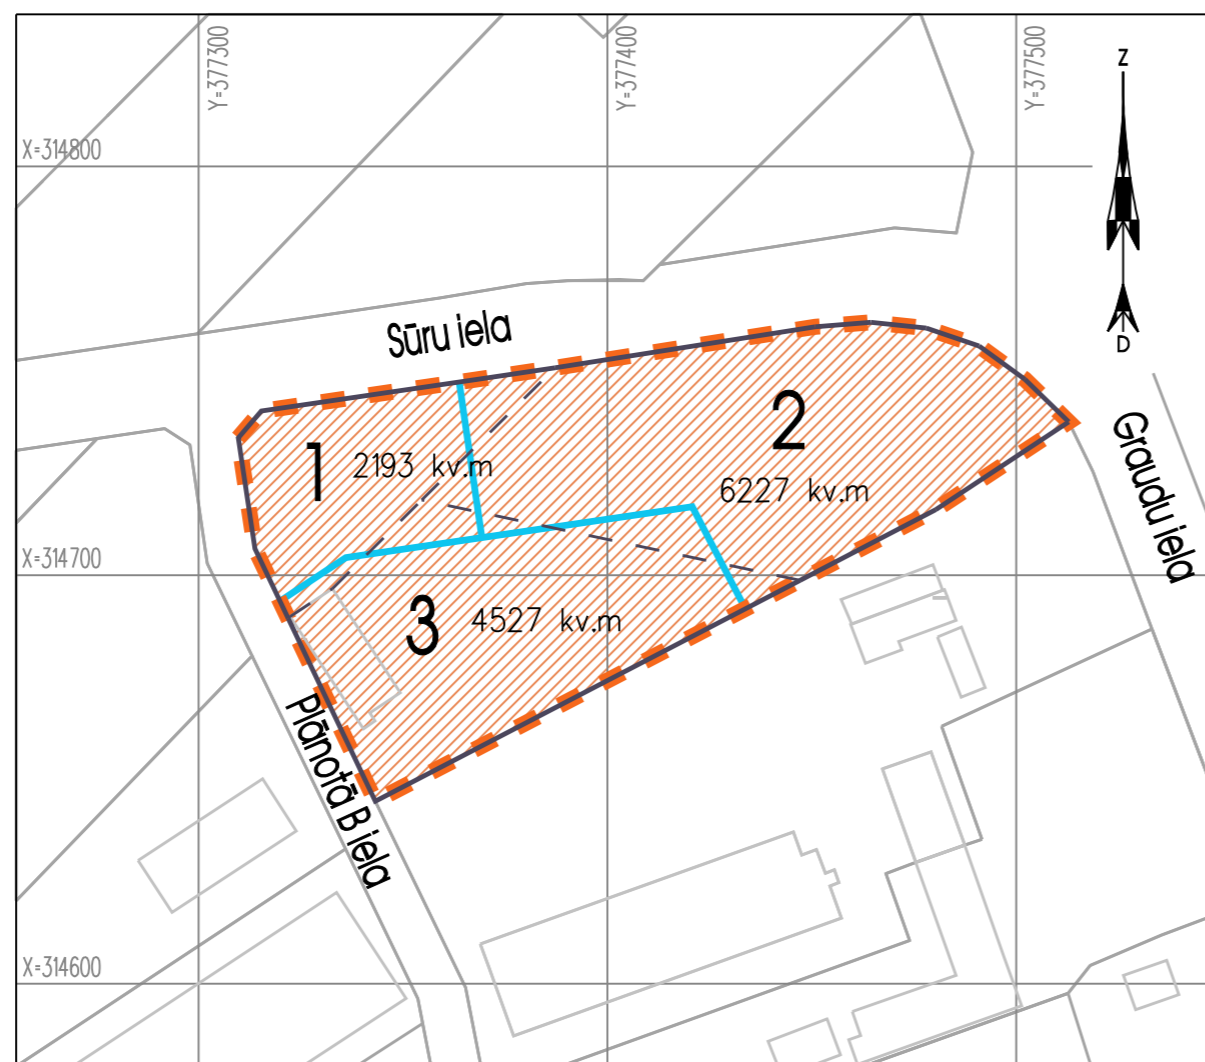 Y=377300
Y=377400
Y=377500
Z
X=314800
D
Sūru iela
1
2193 kv.m
2
6227 kv.m
Graudu iela
X=314700
3
4527 kv.m
Plānotā B iela
X=314600